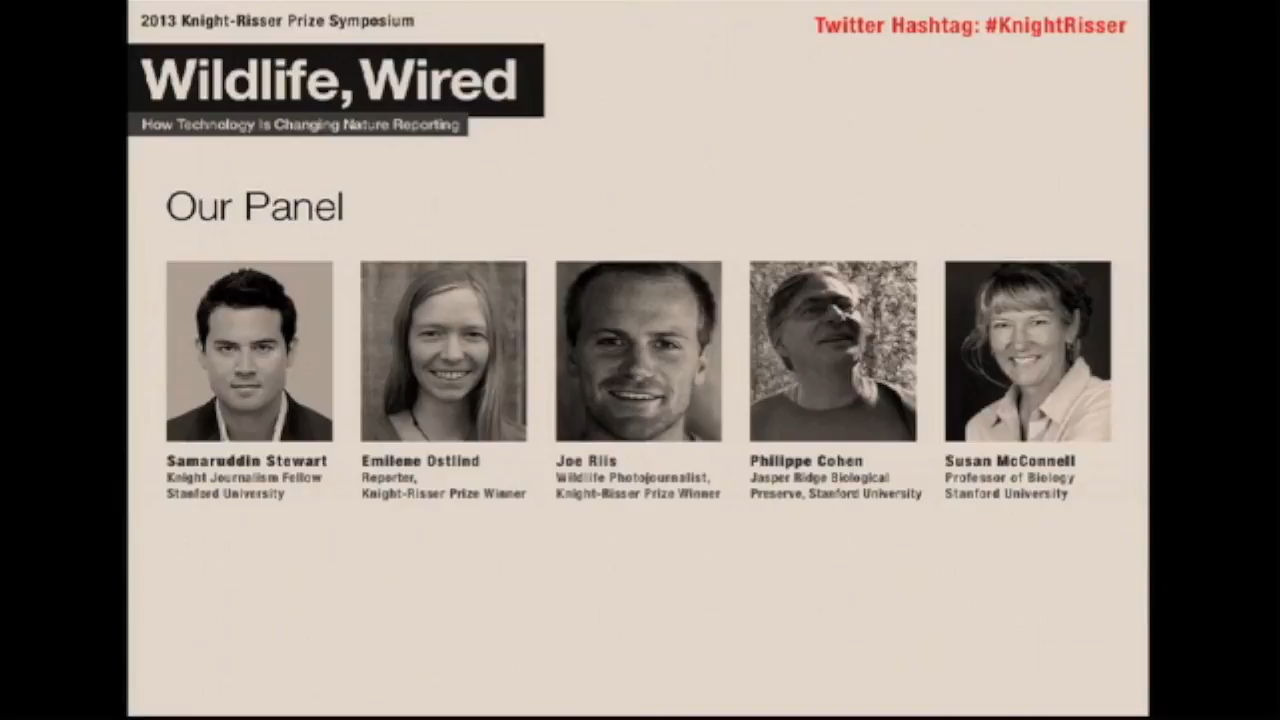 2013 Knight-Risser Prize Symposium
Twitter Hashtag: #KnightRisser
Wildlife, Wired
How Technology Is Changing Nature Reporting
Our Panel
Samaruddin Stewart
Knight Journalism Fellow
Stanford University
Emilene Ostlind
Reporter,
Knight-Risser Prize Winner
Joe Riis
Wildlife Photojournalist,
Knight-Risser Prize Winner
Philippe Cohen
Jasper Ridge Biological
Preserve, Stanford University
Susan McConnell
Professor of Biology
Stanford University